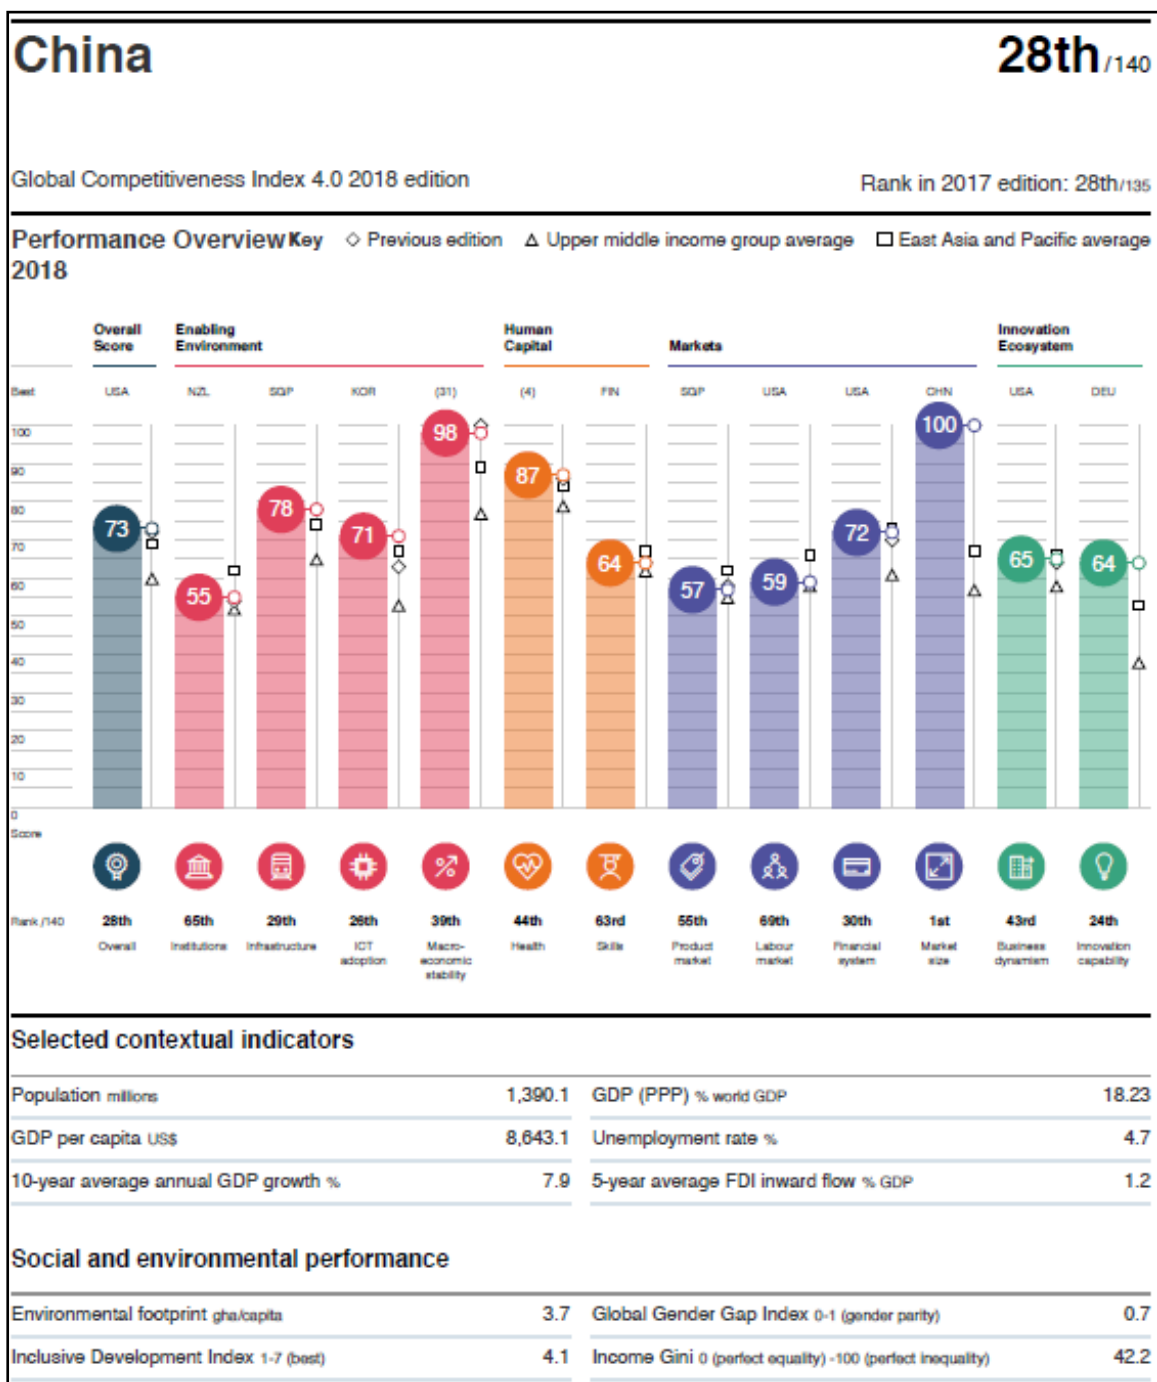 China 28th/140
Global Competitiveness Index 4.0 2018 edition Rank in 2017 edition: 28th/135
Performance Overview Key ◇ Previous edition △ Upper middle income group average □ East Asia and Pacific average
2018
Overall Enabling Human Innovation
Score Environment Capital Markets Ecosystem
Best USA NZL SGP KOR (31) (4) FIN SGP USA USA CHN USA DEU
100
90
80
70
60
50
40
30
20
10
0
73 55 78 71 98 87 64 57 59 72 100 65 64
Score
Rank /140 28th 65th 29th 26th 39th 44th 63rd 55th 69th 30th 1st 43rd 24th
Overall Institutions Infrastructure ICT Macro- Health Skills Product Labour Financial Market Business Innovation
adoption economic market market system size dynamism capability
stability
Selected contextual indicators
Population millions 1,390.1 GDP (PPP) % world GDP 18.23
GDP per capita US$ 8,643.1 Unemployment rate % 4.7
10-year average annual GDP growth % 7.9 5-year average FDI inward flow % GDP 1.2
Social and environmental performance
Environmental footprint gha/capita 3.7 Global Gender Gap Index 0-1 (gender parity) 0.7
Inclusive Development Index 1-7 (best) 4.1 Income Gini 0 (perfect equality) -100 (perfect inequality) 42.2